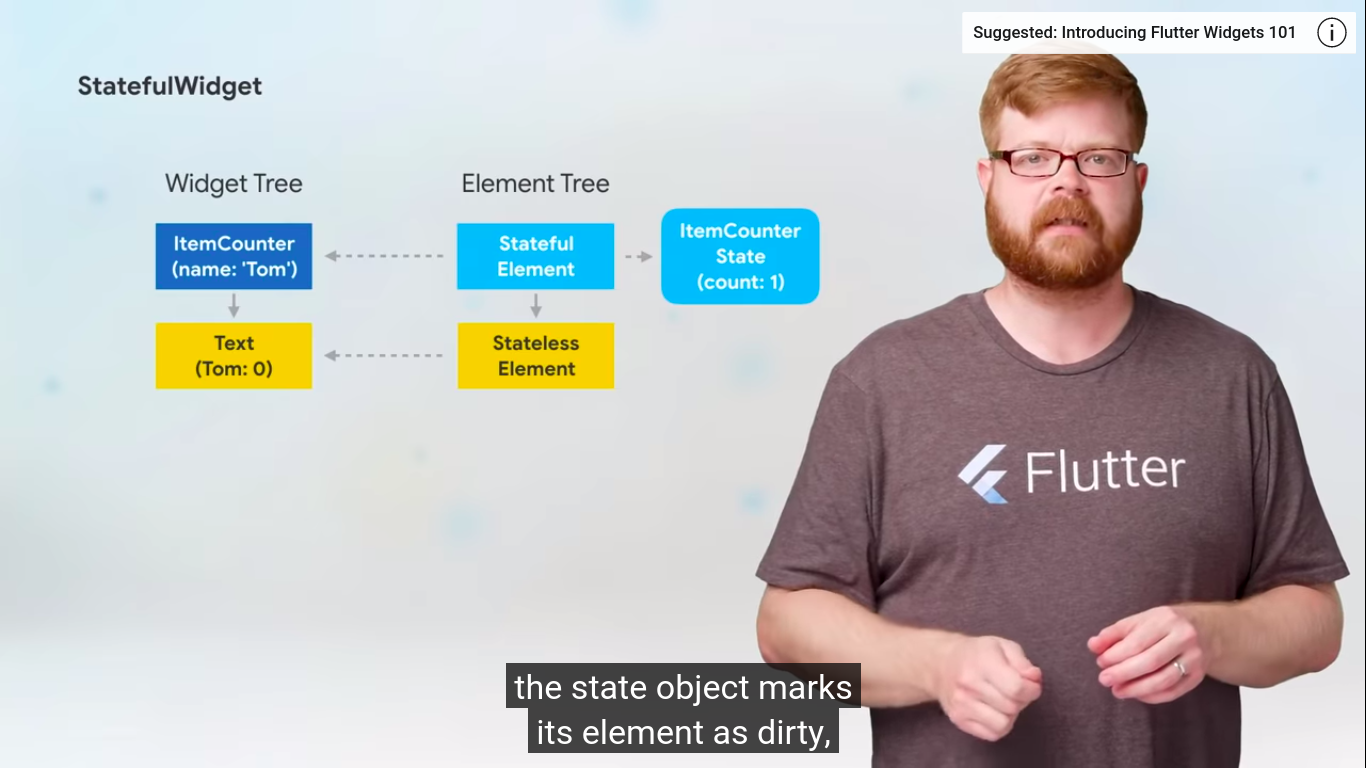 Suggested: Introducing Flutter Widgets 101
StatefulWidget
Widget Tree
Element Tree
ItemCounter
(name: 'Tom')
Stateful
Element
ItemCounter
State
(count: 1)
Text
(Tom: 0)
Stateless
Element
Flutter
the state object marks
its element as dirty,